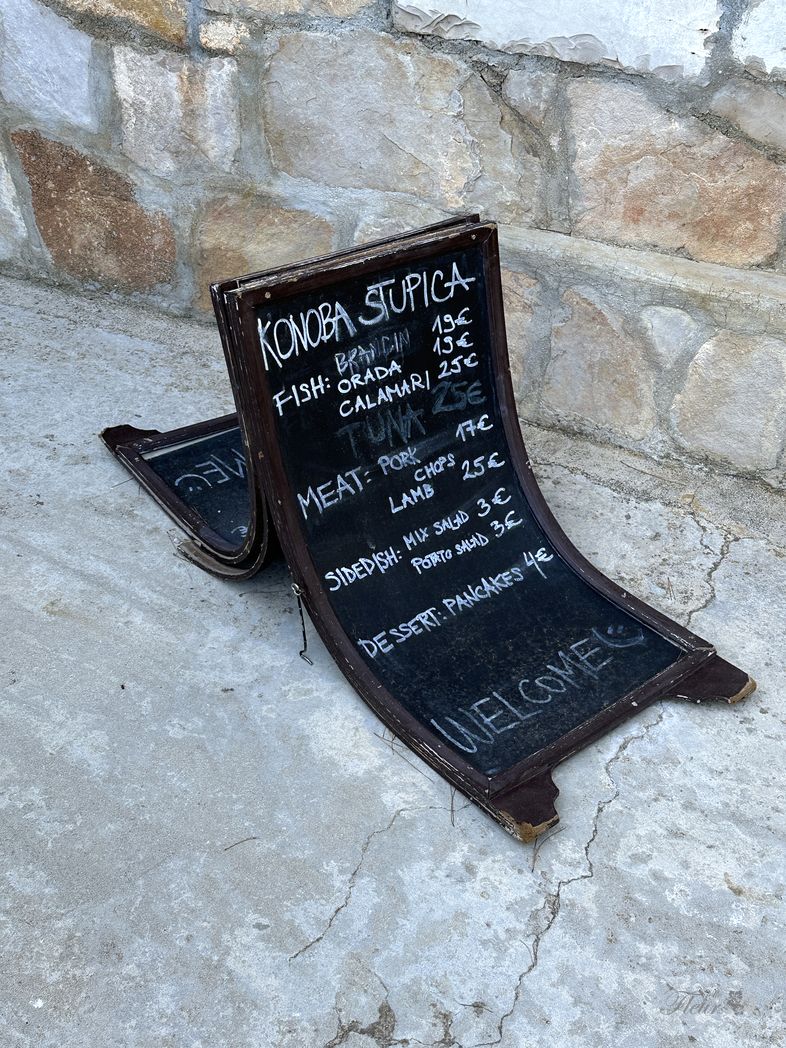 KONOBA STUPICA
BRANCIN 19€
FISH: ORADA 19€
CALAMARI 25€
TUNA 25€
MEAT: PORK 17€
CHOPS
LAMB 25€
SIDEDISH: MIX SALAD 3€
POTATO SALAD 3€
DESSERT: PANCAKES 4€
WELCOME